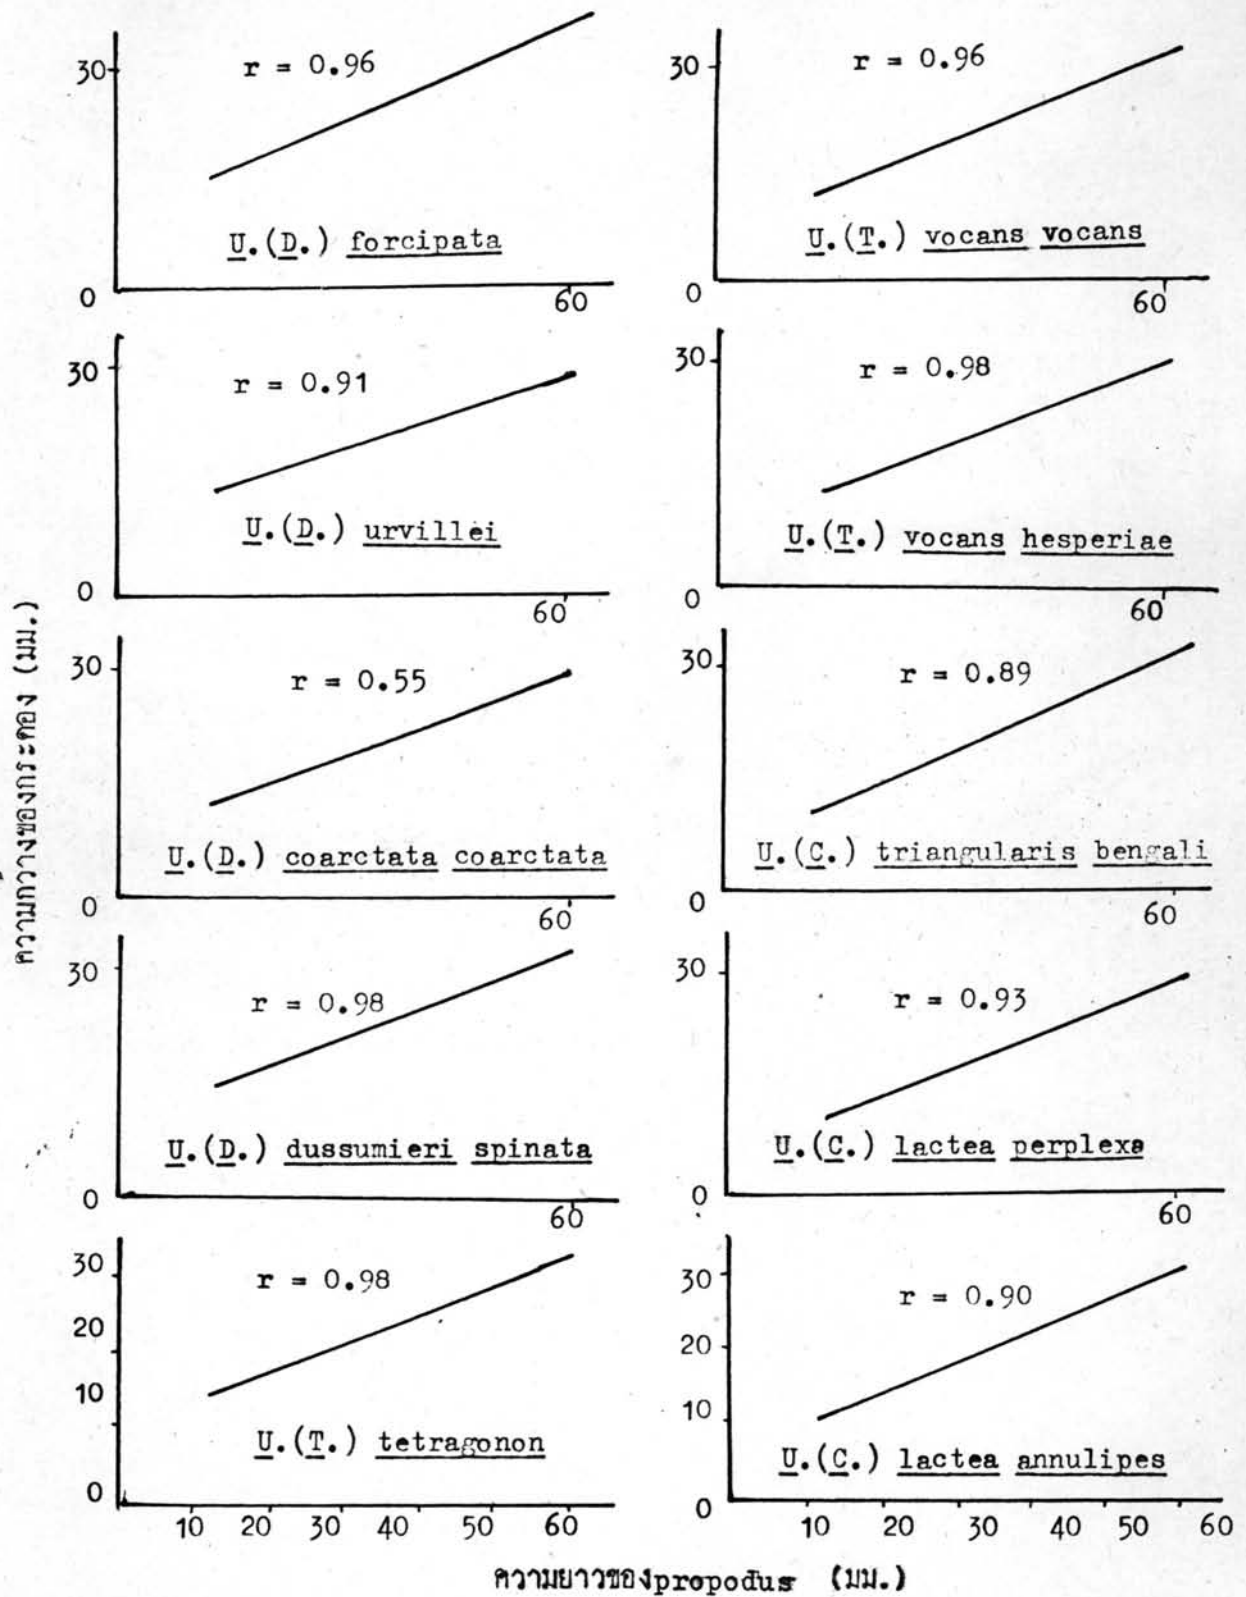 30
r = 0.96
U.(D.) forcipata
0
60
30
r = 0.96
U.(T.) vocans vocans
0
60
30
r = 0.91
U.(D.) urvillei
0
60
30
r = 0.98
U.(T.) vocans hesperiae
0
60
ความกวางของกระดอง (มม.)
30
r = 0.55
U.(D.) coarctata coarctata
0
60
30
r = 0.89
U.(C.) triangularis bengali
0
60
30
r = 0.98
U.(D.) dussumieri spinata
0
60
30
r = 0.93
U.(C.) lactea perplexa
0
60
30
20
10
0
r = 0.98
U.(T.) tetragonon
10 20 30 40 50 60
30
20
10
0
r = 0.90
U.(C.) lactea annulipes
10 20 30 40 50 60
ความยาวของpropodus (มม.)